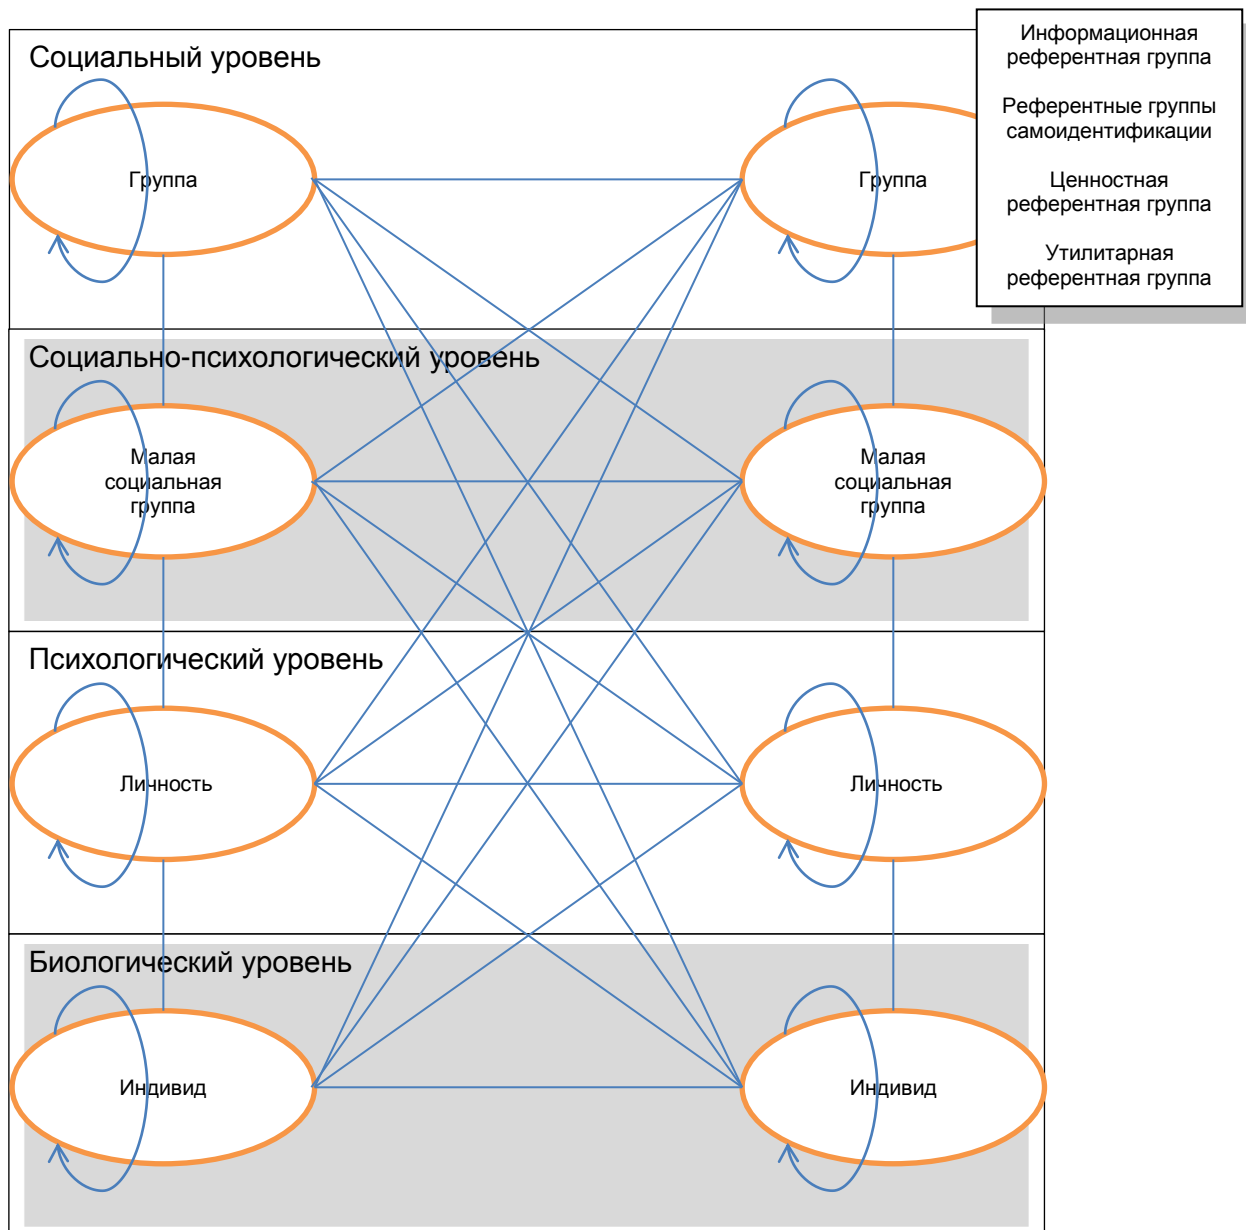 Социальный уровень
Информационная
референтная группа
Референтные группы
самоидентификации
Ценностная
референтная группа
Утилитарная
референтная группа
Группа
Группа
Социально-психологический уровень
Малая
социальная
группа
Малая
социальная
группа
Психологический уровень
Личность
Личность
Биологический уровень
Индивид
Индивид